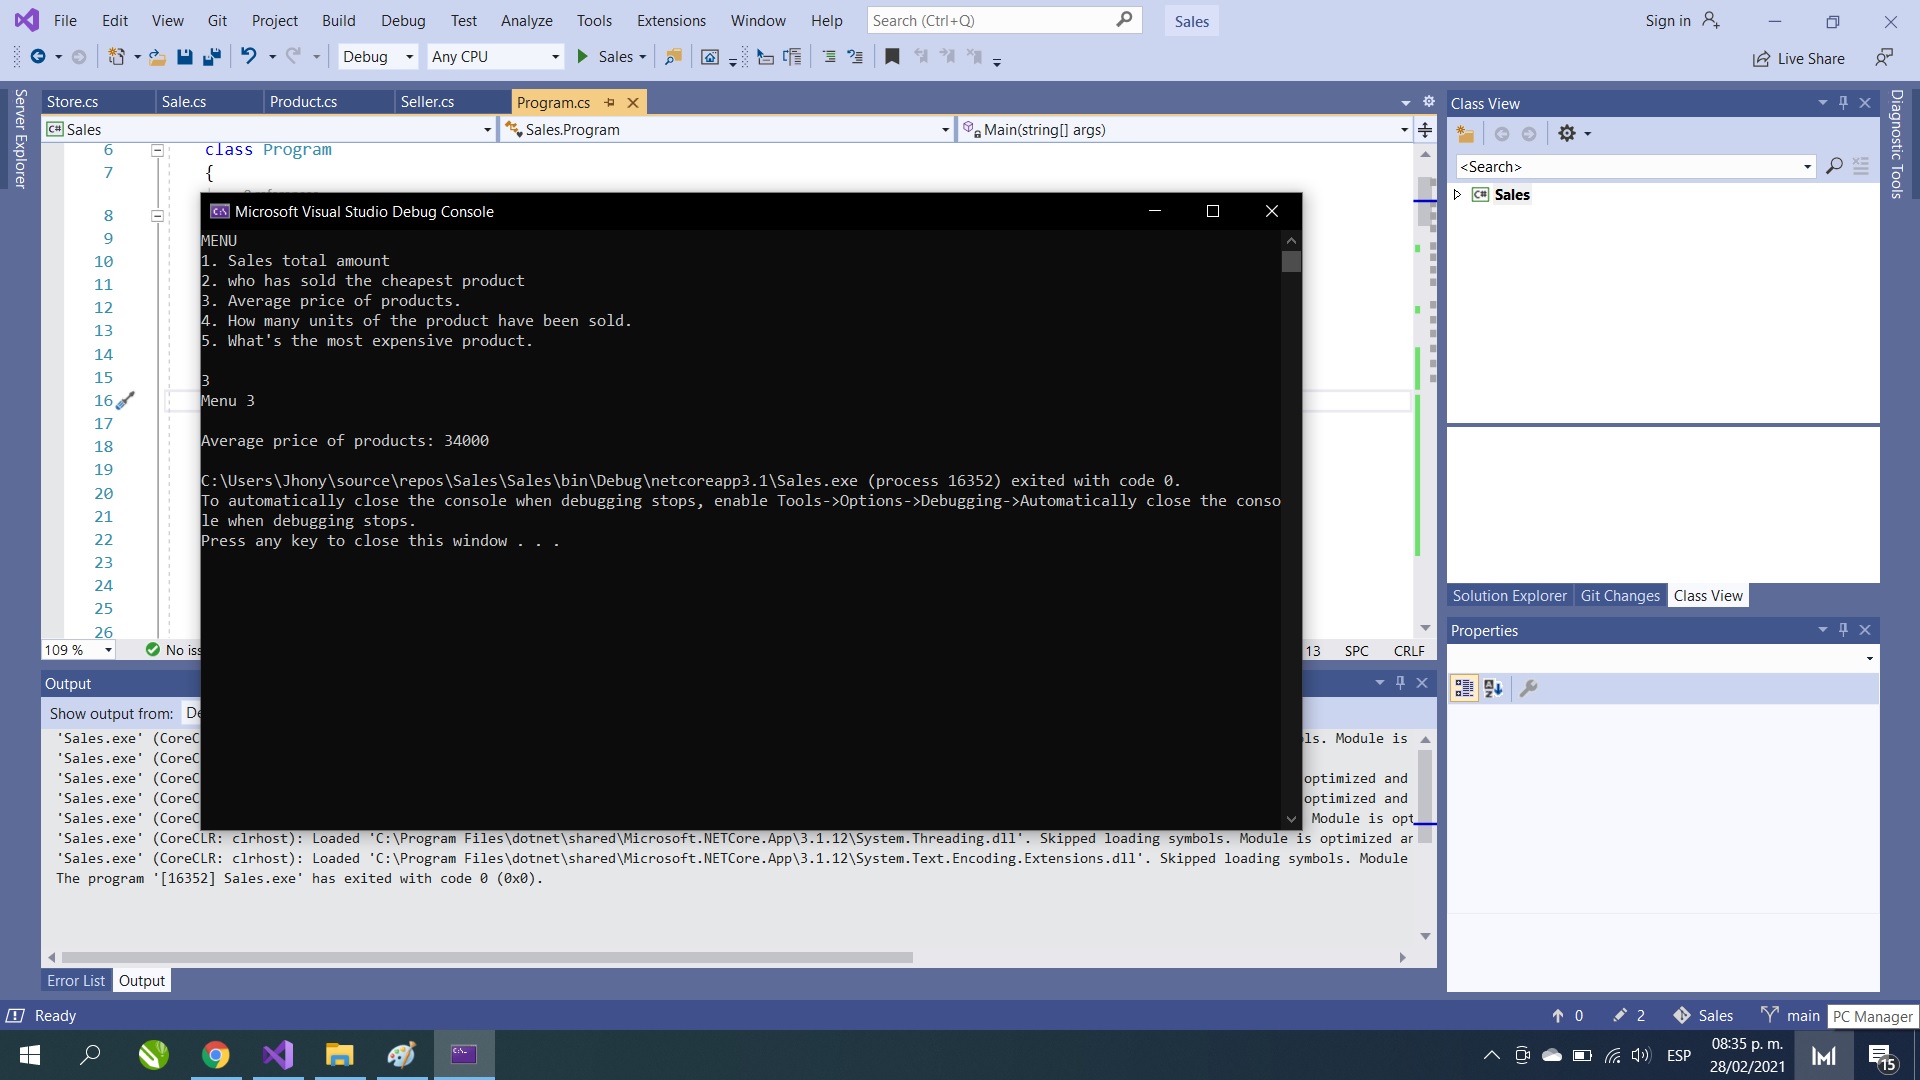 File Edit View Git Project Build Debug Test Analyze Tools Extensions Window Help Search (Ctrl+Q) Sales Sign in
Debug Any CPU Sales Live Share
Server Explorer
Store.cs Sale.cs Product.cs Seller.cs Program.cs
C# Sales Sales.Program Main(string[] args)
6 class Program
7 {
8
9
10
11
12
13
14
15
16
17
18
19
20
21
22
23
24
25
26
Microsoft Visual Studio Debug Console
MENU
1. Sales total amount
2. who has sold the cheapest product
3. Average price of products.
4. How many units of the product have been sold.
5. What's the most expensive product.
3
Menu 3
Average price of products: 34000
C:\Users\Jhony\source\repos\Sales\Sales\bin\Debug\netcoreapp3.1\Sales.exe (process 16352) exited with code 0.
To automatically close the console when debugging stops, enable Tools->Options->Debugging->Automatically close the conso
le when debugging stops.
Press any key to close this window . . .
109 % No iss 13 SPC CRLF
Output
Show output from: De
'Sales.exe' (CoreC ls. Module is
'Sales.exe' (CoreC
'Sales.exe' (CoreC optimized and
'Sales.exe' (CoreC optimized and
'Sales.exe' (CoreC Module is opt
'Sales.exe' (CoreCLR: clrhost): Loaded 'C:\Program Files\dotnet\shared\Microsoft.NETCore.App\3.1.12\System.Threading.dll'. Skipped loading symbols. Module is optimized an
'Sales.exe' (CoreCLR: clrhost): Loaded 'C:\Program Files\dotnet\shared\Microsoft.NETCore.App\3.1.12\System.Text.Encoding.Extensions.dll'. Skipped loading symbols. Module
The program '[16352] Sales.exe' has exited with code 0 (0x0).
Error List Output
Class View
<Search>
C# Sales
Solution Explorer Git Changes Class View
Properties
Diagnostic Tools
Ready 0 2 Sales main PC Manager
ESP 08:35 p. m.
28/02/2021 15